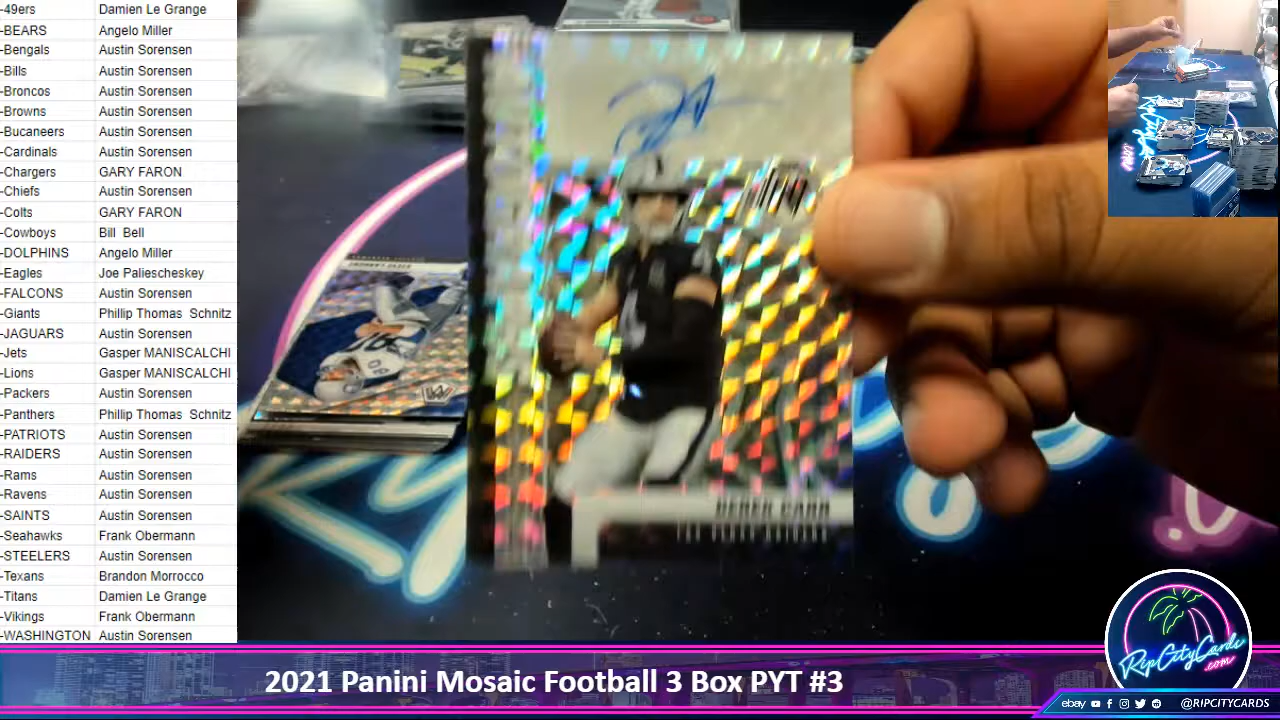 -49ers Damien Le Grange
-BEARS Angelo Miller
-Bengals Austin Sorensen
-Bills Austin Sorensen
-Broncos Austin Sorensen
-Browns Austin Sorensen
-Bucaneers Austin Sorensen
-Cardinals Austin Sorensen
-Chargers GARY FARON
-Chiefs Austin Sorensen
-Colts GARY FARON
-Cowboys Bill Bell
-DOLPHINS Angelo Miller
-Eagles Joe Paliescheskey
-FALCONS Austin Sorensen
-Giants Phillip Thomas Schnitz
-JAGUARS Austin Sorensen
-Jets Gasper MANISCALCHI
-Lions Gasper MANISCALCHI
-Packers Austin Sorensen
-Panthers Phillip Thomas Schnitz
-PATRIOTS Austin Sorensen
-RAIDERS Austin Sorensen
-Rams Austin Sorensen
-Ravens Austin Sorensen
-SAINTS Austin Sorensen
-Seahawks Frank Obermann
-STEELERS Austin Sorensen
-Texans Brandon Morrocco
-Titans Damien Le Grange
-Vikings Frank Obermann
-WASHINGTON Austin Sorensen
DEREK CARR
2021 Panini Mosaic Football 3 Box PYT #3
RipCityCards
.com
ebay @RIPCITYCARDS